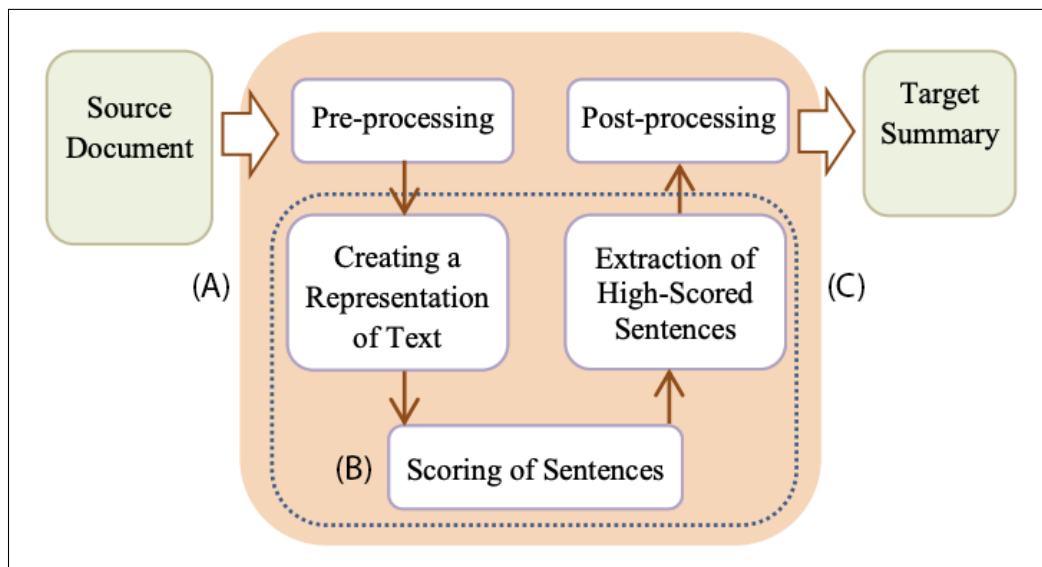 Source
Document
Pre-processing
Post-processing
Target
Summary
(A)
Creating a
Representation
of Text
Extraction of
High-Scored
Sentences
(C)
(B)
Scoring of Sentences